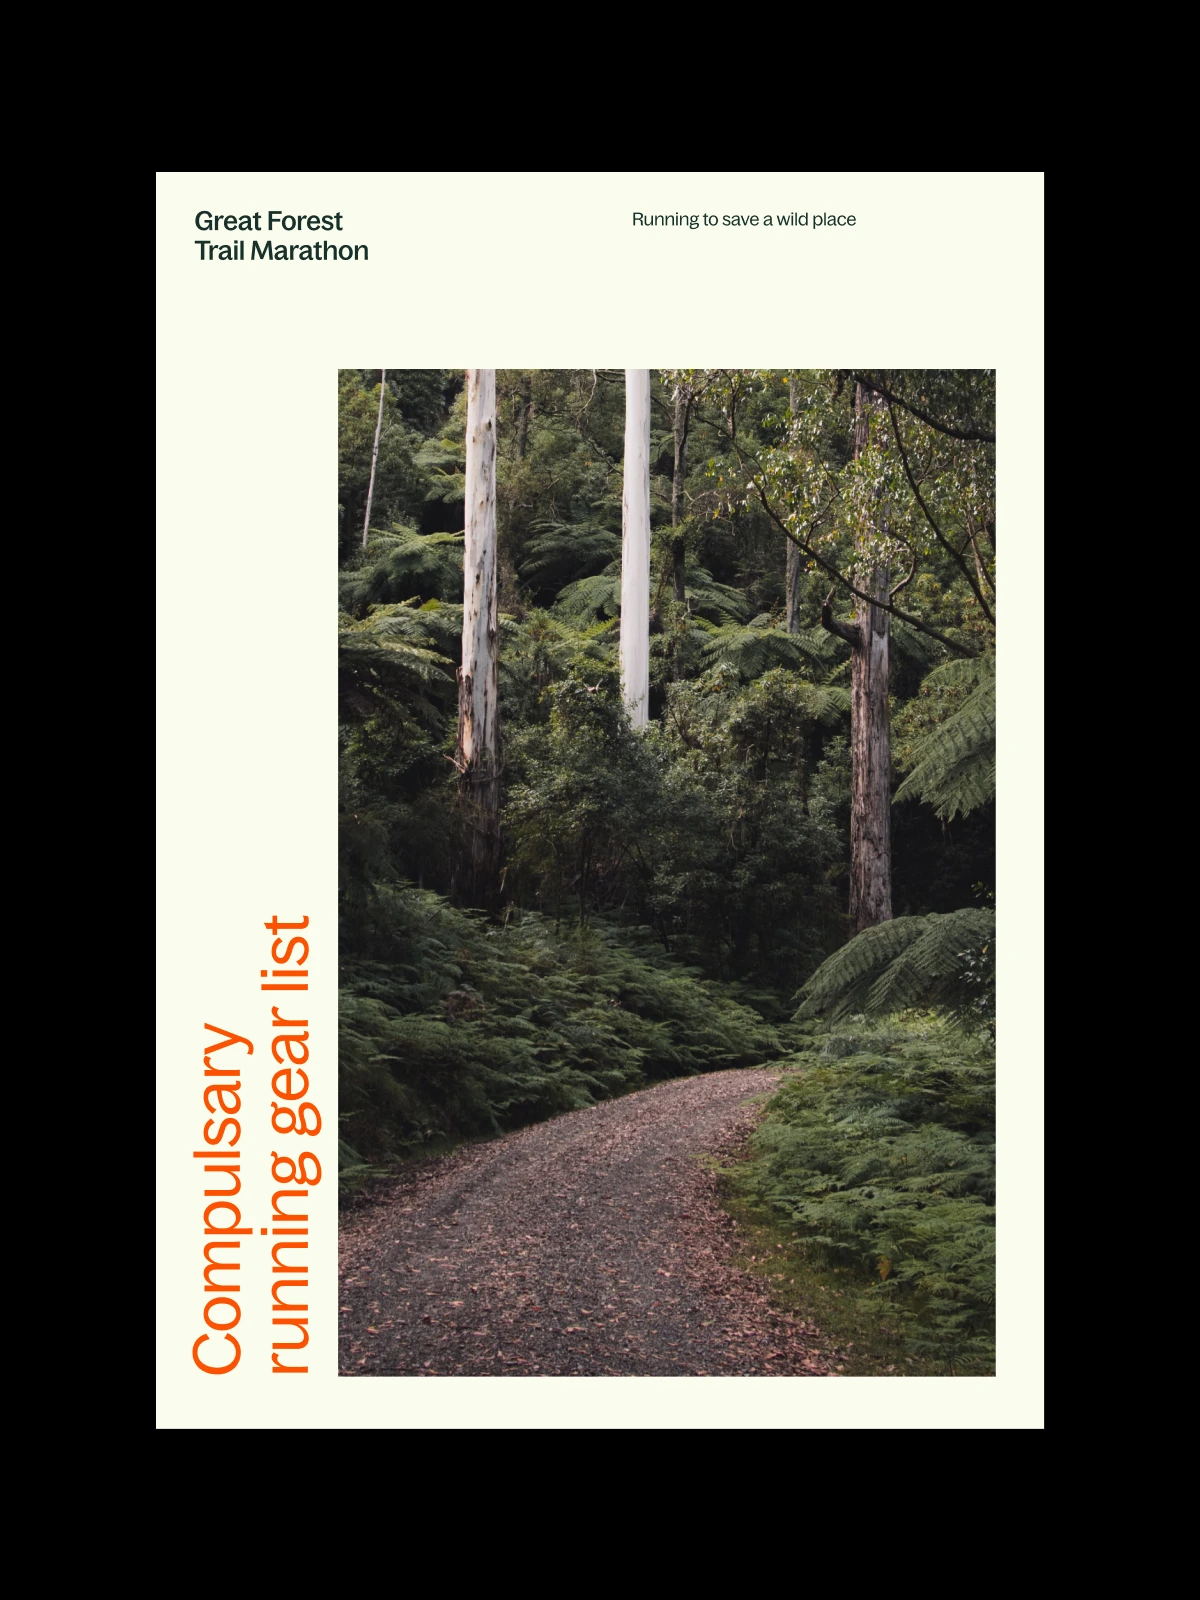 Great Forest
Trail Marathon
Running to save a wild place
Compulsary
running gear list